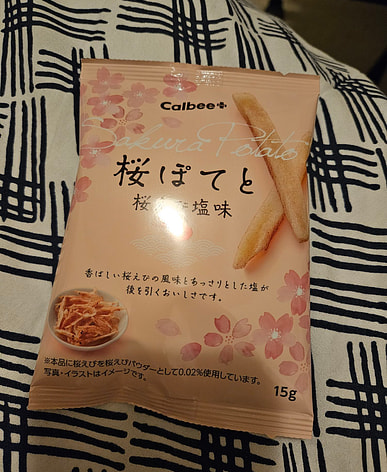 Calbee+
Sakura Potato
桜ぽてと
桜えび塩味
香ばしい桜えびの風味とあっさりとした塩が
後を引くおいしさです。
※本品に桜えびを桜えびパウダーとして0.02%使用しています。
写真・イラストはイメージです。
15g